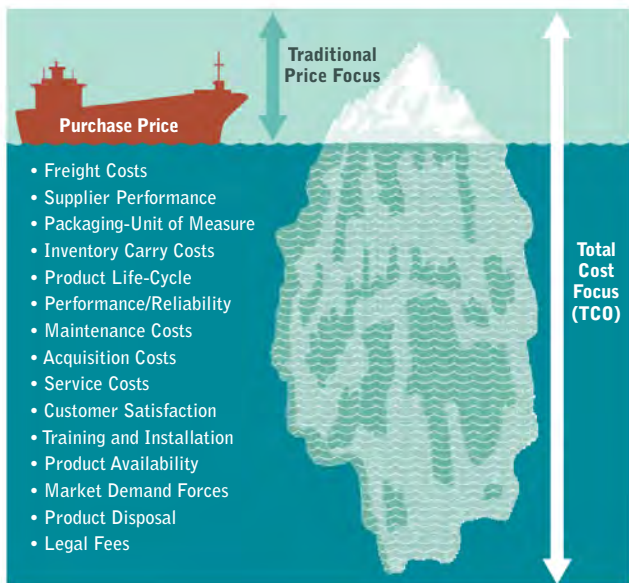 Traditional
Price Focus
Purchase Price
• Freight Costs
• Supplier Performance
• Packaging-Unit of Measure
• Inventory Carry Costs
• Product Life-Cycle
• Performance/Reliability
• Maintenance Costs
• Acquisition Costs
• Service Costs
• Customer Satisfaction
• Training and Installation
• Product Availability
• Market Demand Forces
• Product Disposal
• Legal Fees
Total
Cost
Focus
(TCO)